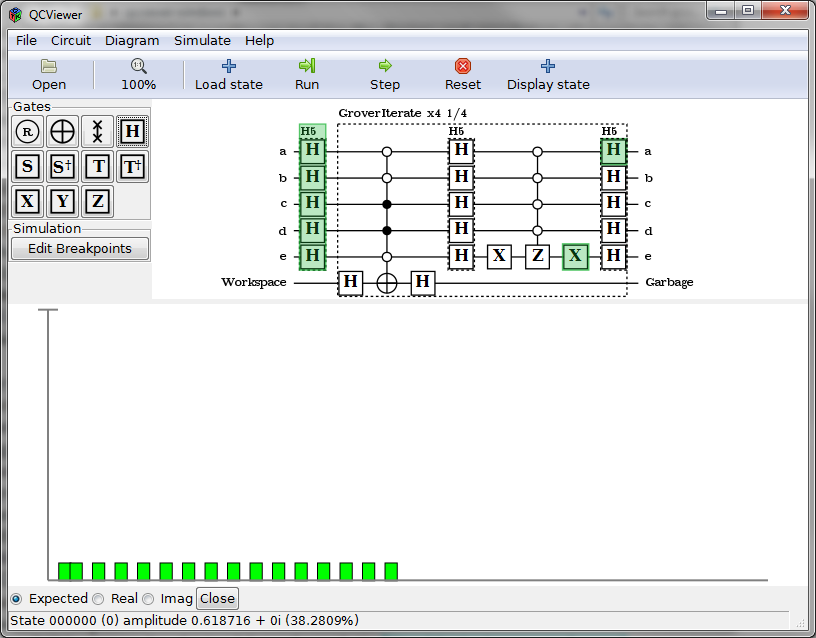 QCViewer
File Circuit Diagram Simulate Help
Open 100% Load state Run Step Reset Display state
Gates
R H
S S† T T†
X Y Z
Simulation
Edit Breakpoints
GroverIterate x4 1/4
H5 H5 H5
a H H H a
b H H H b
c H H H c
d H H H d
e H H X Z X H e
Workspace H H Garbage
Expected Real Imag Close
State 000000 (0) amplitude 0.618716 + 0i (38.2809%)